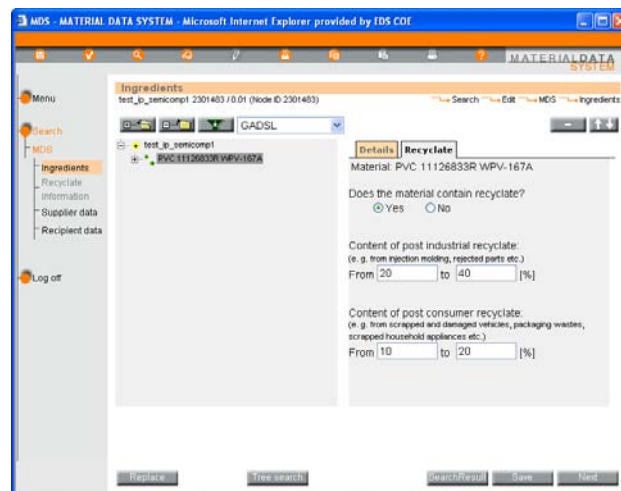 MDS - MATERIAL DATA SYSTEM - Microsoft Internet Explorer provided by EDS COE
MATERIALDATA
SYSTEM
Menu
Search
MDS
Ingredients
Recyclate
information
Supplier data
Recipient data
Log off
Ingredients
test_ip_semicomp1 2301483 / 0.01 (Node ID 2301483)
Search Edit MDS Ingredients
GADSL
test_ip_semicomp1
PVC 11126833R WPV-167A
Details Recyclate
Material: PVC 11126833R WPV-167A
Does the material contain recyclate?
Yes No
Content of post industrial recyclate:
(e. g. from injection molding, rejected parts etc.)
From 20 to 40 [%]
Content of post consumer recyclate:
(e. g. from scrapped and damaged vehicles, packaging wastes,
scrapped household appliances etc.)
From 10 to 20 [%]
Replace Tree search SearchResult Save Next